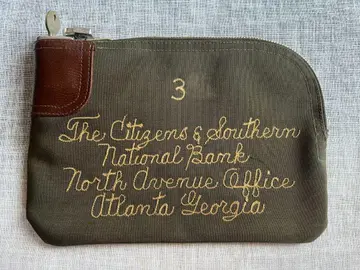 3
The Citizens & Southern
National Bank
North Avenue Office
Atlanta Georgia